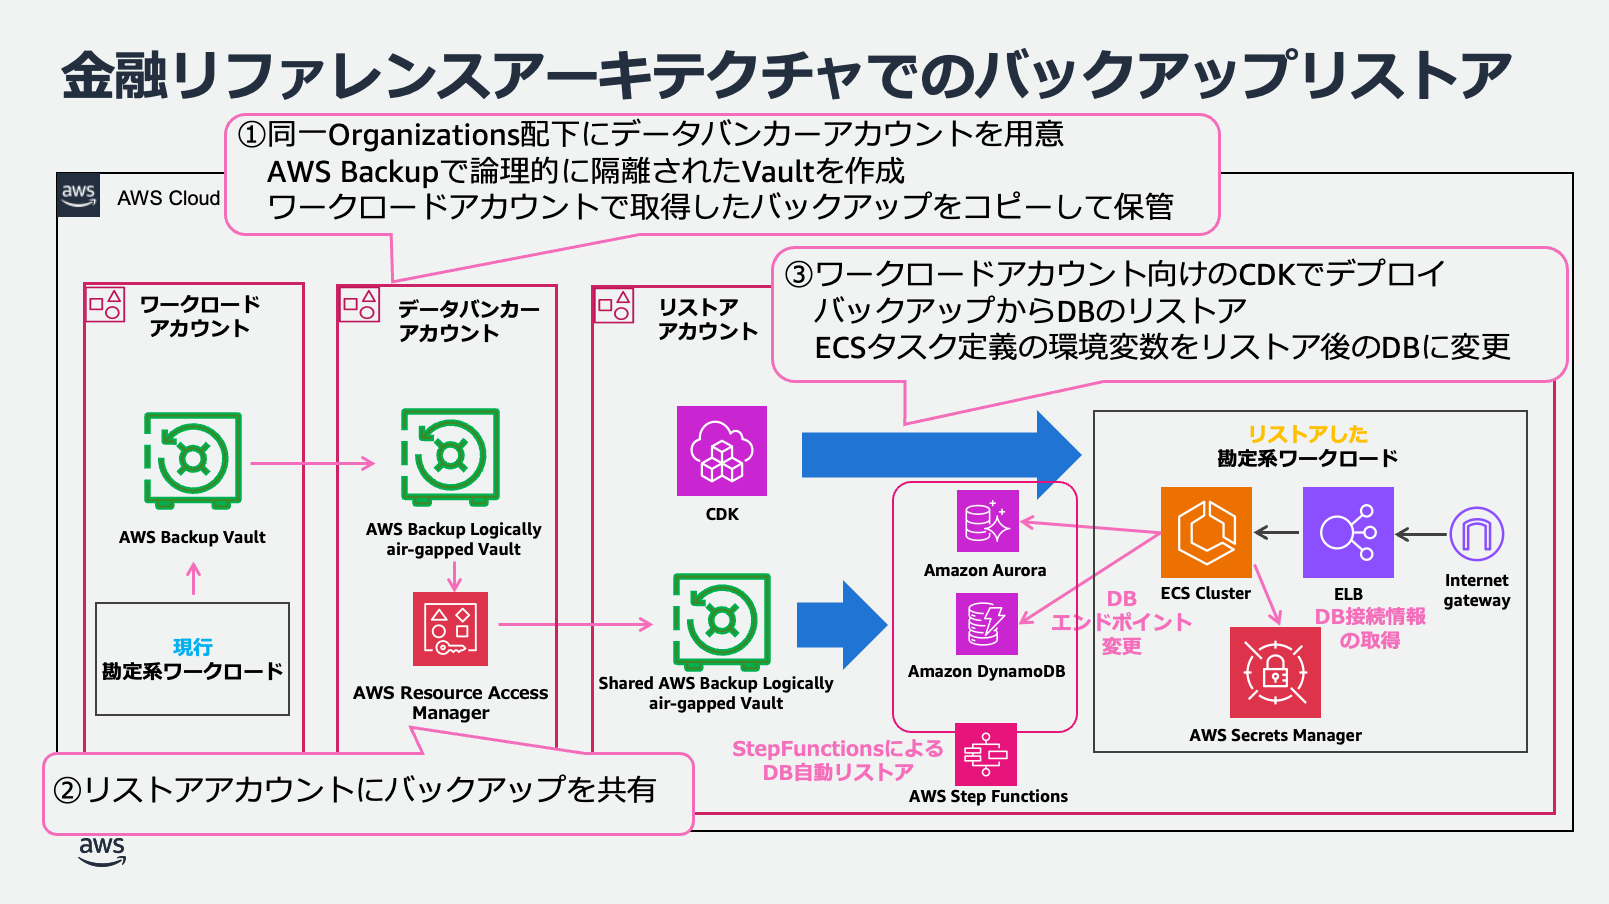 金融リファレンスアーキテクチャでのバックアップリストア
①同一Organizations配下にデータバンカーアカウントを用意
AWS Backupで論理的に隔離されたVaultを作成
ワークロードアカウントで取得したバックアップをコピーして保管
aws
AWS Cloud
③ワークロードアカウント向けのCDKでデプロイ
バックアップからDBのリストア
ECSタスク定義の環境変数をリストア後のDBに変更
ワークロード
アカウント
データバンカー
アカウント
リストア
アカウント
AWS Backup Vault
現行
勘定系ワークロード
AWS Backup Logically
air-gapped Vault
AWS Resource Access
Manager
CDK
Shared AWS Backup Logically
air-gapped Vault
Amazon Aurora
Amazon DynamoDB
StepFunctionsによる
DB自動リストア
AWS Step Functions
リストアした
勘定系ワークロード
ECS Cluster
ELB
Internet
gateway
DB
エンドポイント
変更
DB接続情報
の取得
AWS Secrets Manager
②リストアアカウントにバックアップを共有
aws